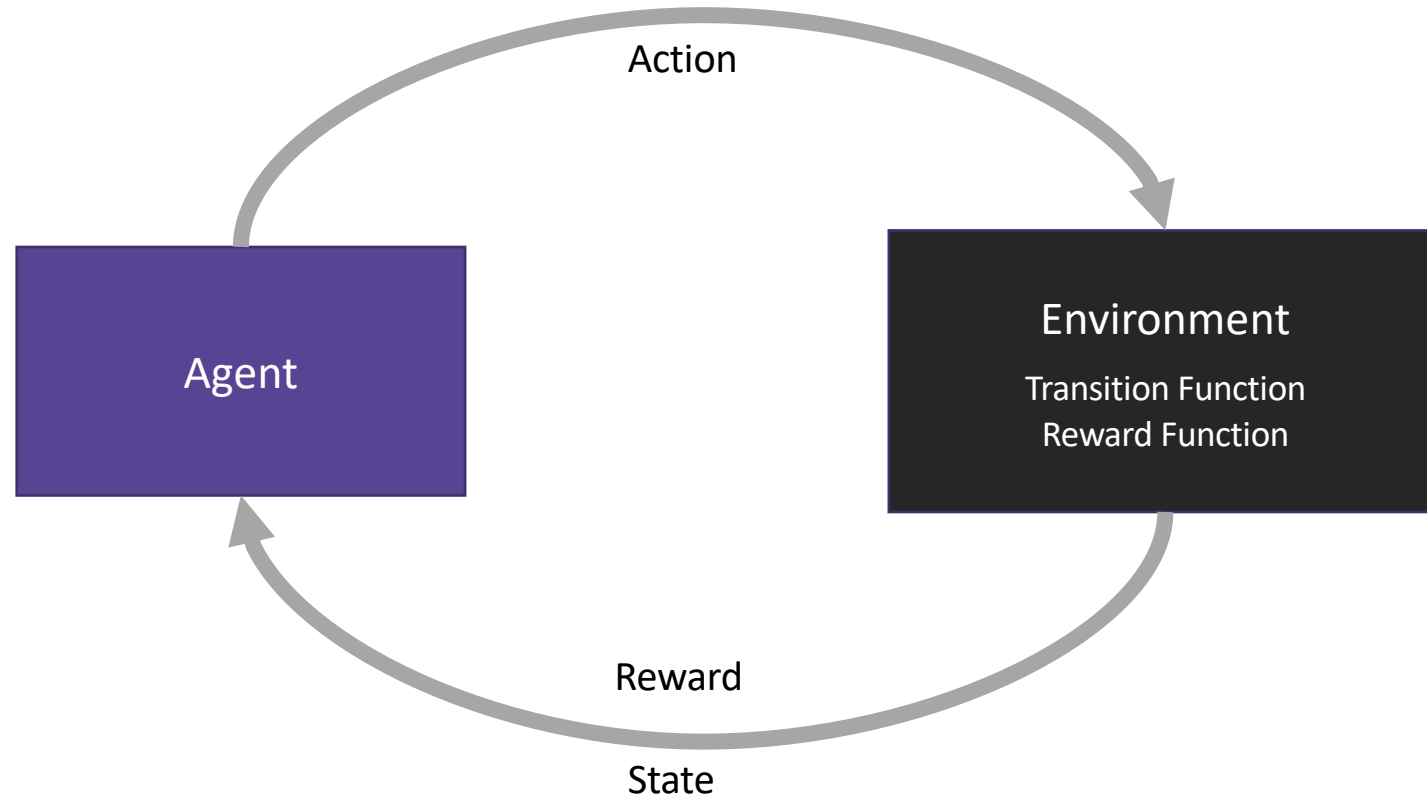 Action
Agent
Environment
Transition Function
Reward Function
Reward
State